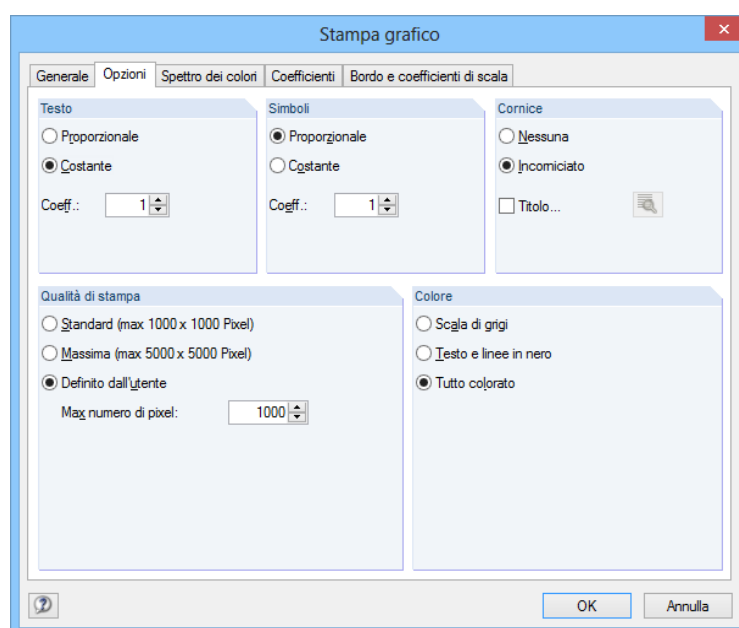 Stampa grafico
Generale Opzioni Spettro dei colori Coefficienti Bordo e coefficienti di scala
Testo
Proporzionale
Costante
Coeff.: 1
Simboli
Proporzionale
Costante
Coeff.: 1
Cornice
Nessuna
Incorniciato
Titolo...
Qualità di stampa
Standard (max 1000 x 1000 Pixel)
Massima (max 5000 x 5000 Pixel)
Definito dall'utente
Max numero di pixel: 1000
Colore
Scala di grigi
Testo e linee in nero
Tutto colorato
OK Annulla